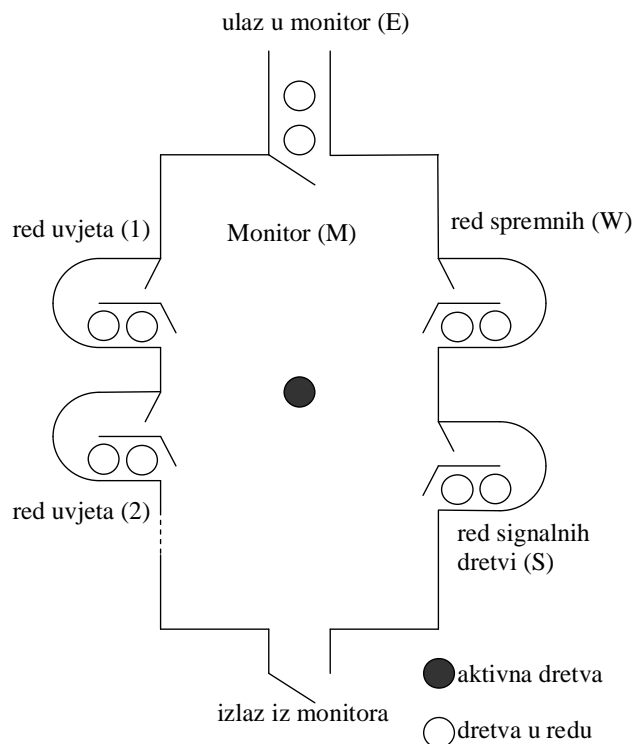 ulaz u monitor (E)
red uvjeta (1)
Monitor (M)
red spremnih (W)
red uvjeta (2)
red signalnih
dretvi (S)
aktivna dretva
izlaz iz monitora
dretva u redu